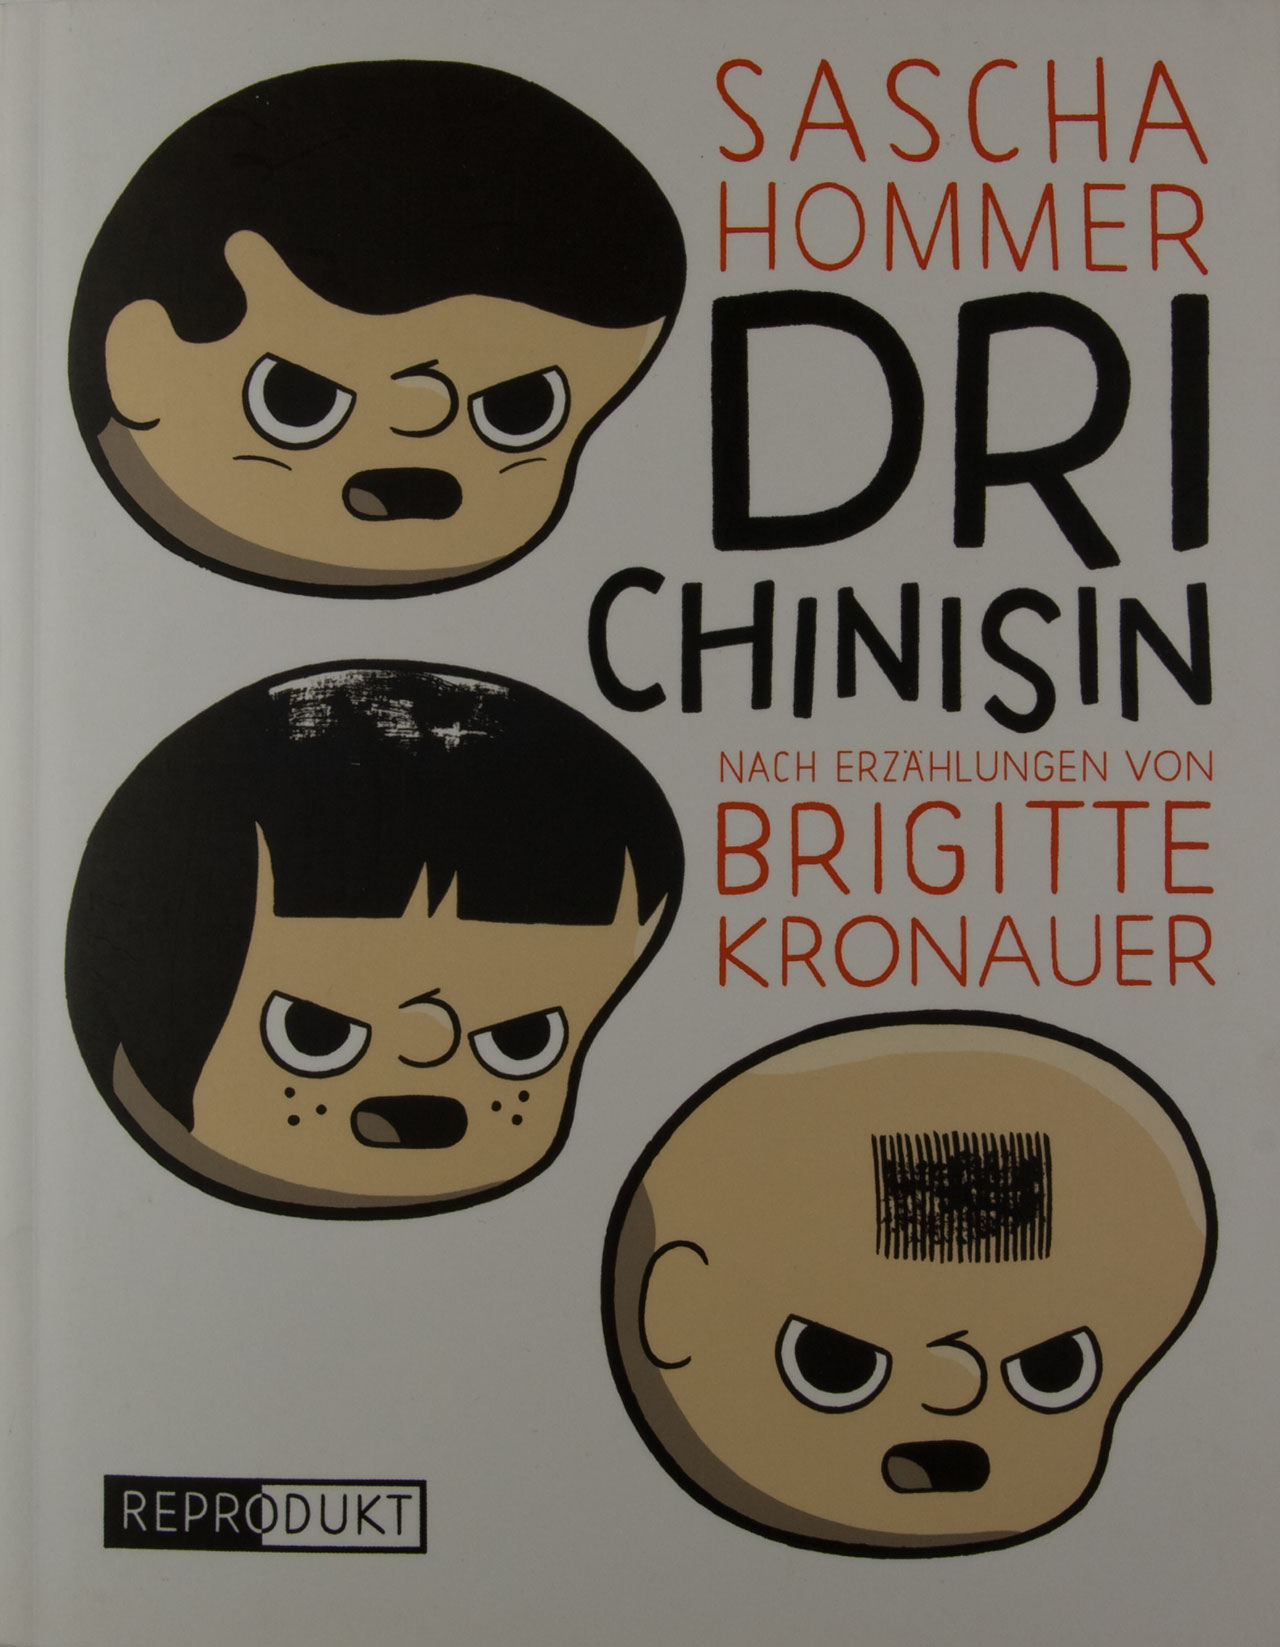 SASCHA
HOMMER
DRI
CHINISIN
NACH ERZÄHLUNGEN VON
BRIGITTE
KRONAUER
REPRODUKT